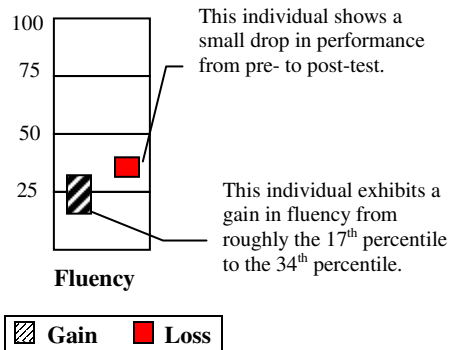 100
75
50
25
This individual shows a
small drop in performance
from pre- to post-test.
This individual exhibits a
gain in fluency from
roughly the 17th percentile
to the 34th percentile.
Fluency
Gain Loss